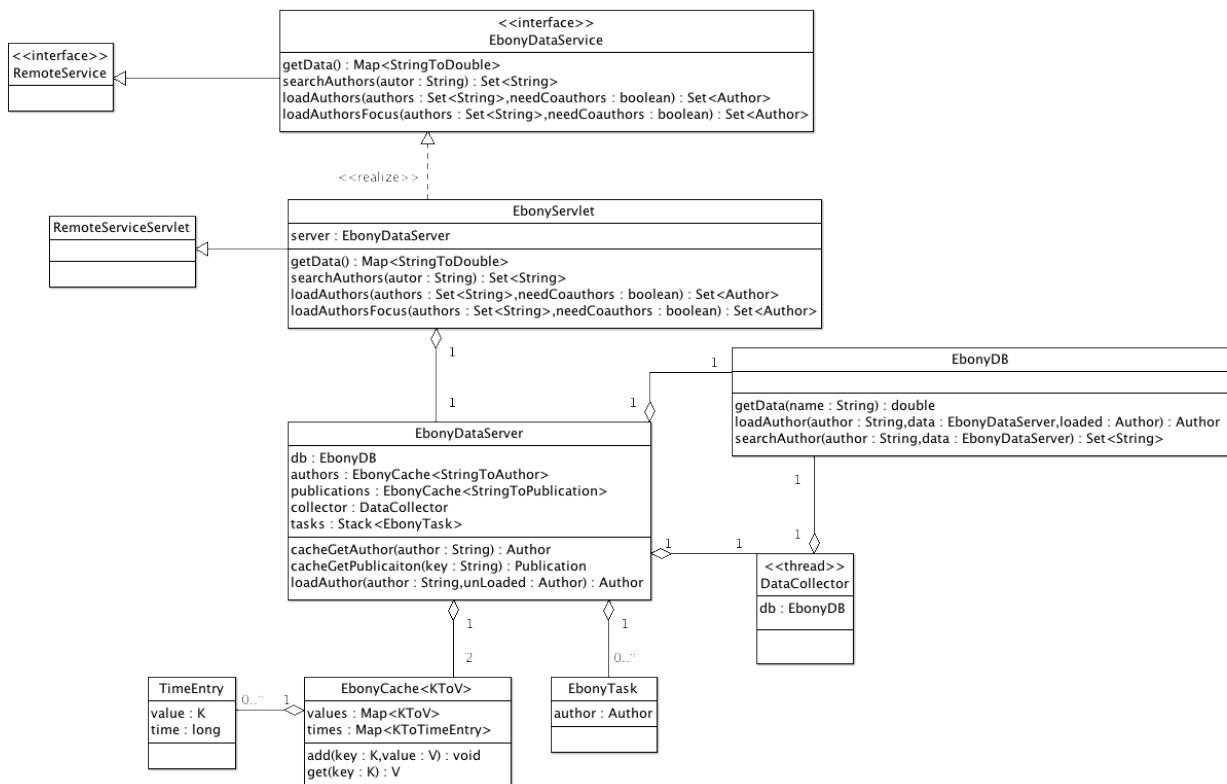 <<interface>>
EbonyDataService
getData() : Map<StringToDouble>
searchAuthors(autor : String) : Set<String>
loadAuthors(authors : Set<String>,needCoauthors : boolean) : Set<Author>
loadAuthorsFocus(authors : Set<String>,needCoauthors : boolean) : Set<Author>
<<interface>>
RemoteService
<<realize>>
EbonyServlet
server : EbonyDataServer
getData() : Map<StringToDouble>
searchAuthors(autor : String) : Set<String>
loadAuthors(authors : Set<String>,needCoauthors : boolean) : Set<Author>
loadAuthorsFocus(authors : Set<String>,needCoauthors : boolean) : Set<Author>
RemoteServiceServlet
1
1
1
1
EbonyDB
getData(name : String) : double
loadAuthor(author : String,data : EbonyDataServer,loaded : Author) : Author
searchAuthor(author : String,data : EbonyDataServer) : Set<String>
EbonyDataServer
db : EbonyDB
authors : EbonyCache<StringToAuthor>
publications : EbonyCache<StringToPublication>
collector : DataCollector
tasks : Stack<EbonyTask>
cacheGetAuthor(author : String) : Author
cacheGetPublicaiton(key : String) : Publication
loadAuthor(author : String,unLoaded : Author) : Author
1
1
1
1
<<thread>>
DataCollector
db : EbonyDB
1
2
1
0..*
TimeEntry
value : K
time : long
0..*
1
EbonyCache<KToV>
values : Map<KToV>
times : Map<KToTimeEntry>
add(key : K,value : V) : void
get(key : K) : V
EbonyTask
author : Author